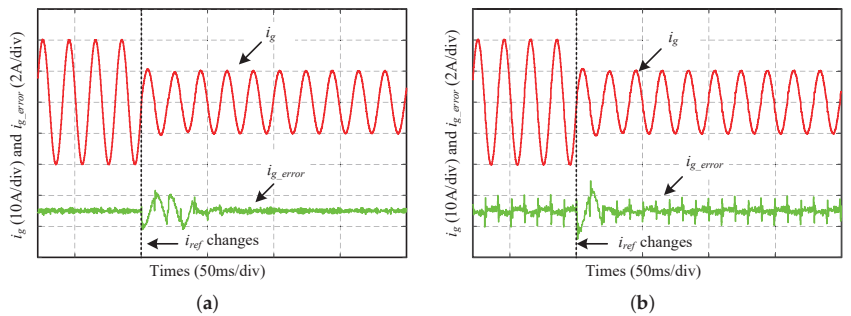 i_g (10A/div) and i_g_error (2A/div)
i_g
i_g_error
i_ref changes
Times (50ms/div)
(a)
i_g (10A/div) and i_g_error (2A/div)
i_g
i_g_error
i_ref changes
Times (50ms/div)
(b)